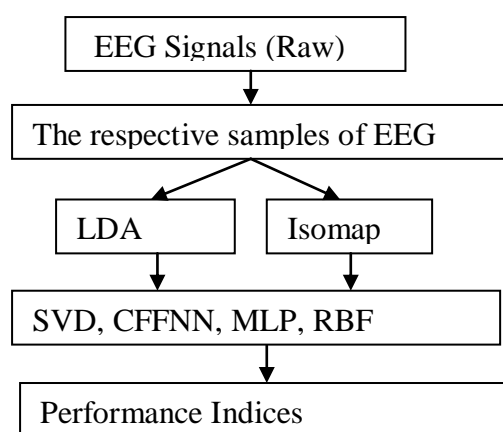 EEG Signals (Raw)
The respective samples of EEG
LDA
Isomap
SVD, CFFNN, MLP, RBF
Performance Indices